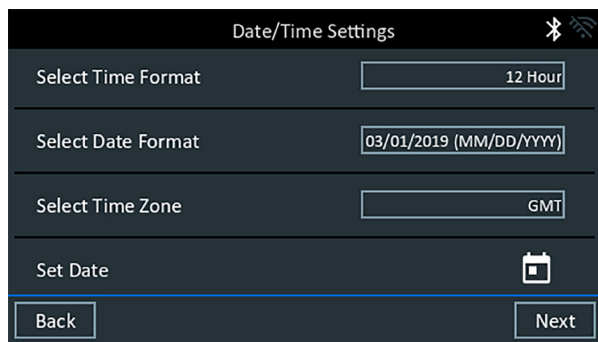 Date/Time Settings
Select Time Format 12 Hour
Select Date Format 03/01/2019 (MM/DD/YYYY)
Select Time Zone GMT
Set Date
Back Next